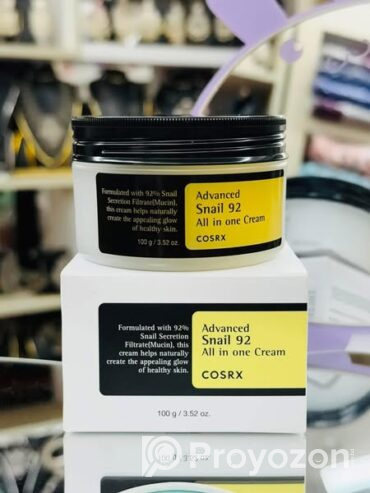 Formulated with 92% Snail
Secretion Filtrate(Mucin),
this cream helps naturally
create the appealing glow
of healthy skin.
100 g / 3.52 oz.
Advanced
Snail 92
All in one Cream
COSRX
Formulated with 92%
Snail Secretion
Filtrate(Mucin), this
cream helps naturally
create the appealing glow
of healthy skin.
Advanced
Snail 92
All in one Cream
COSRX
100 g / 3.52 oz.
Proyozon